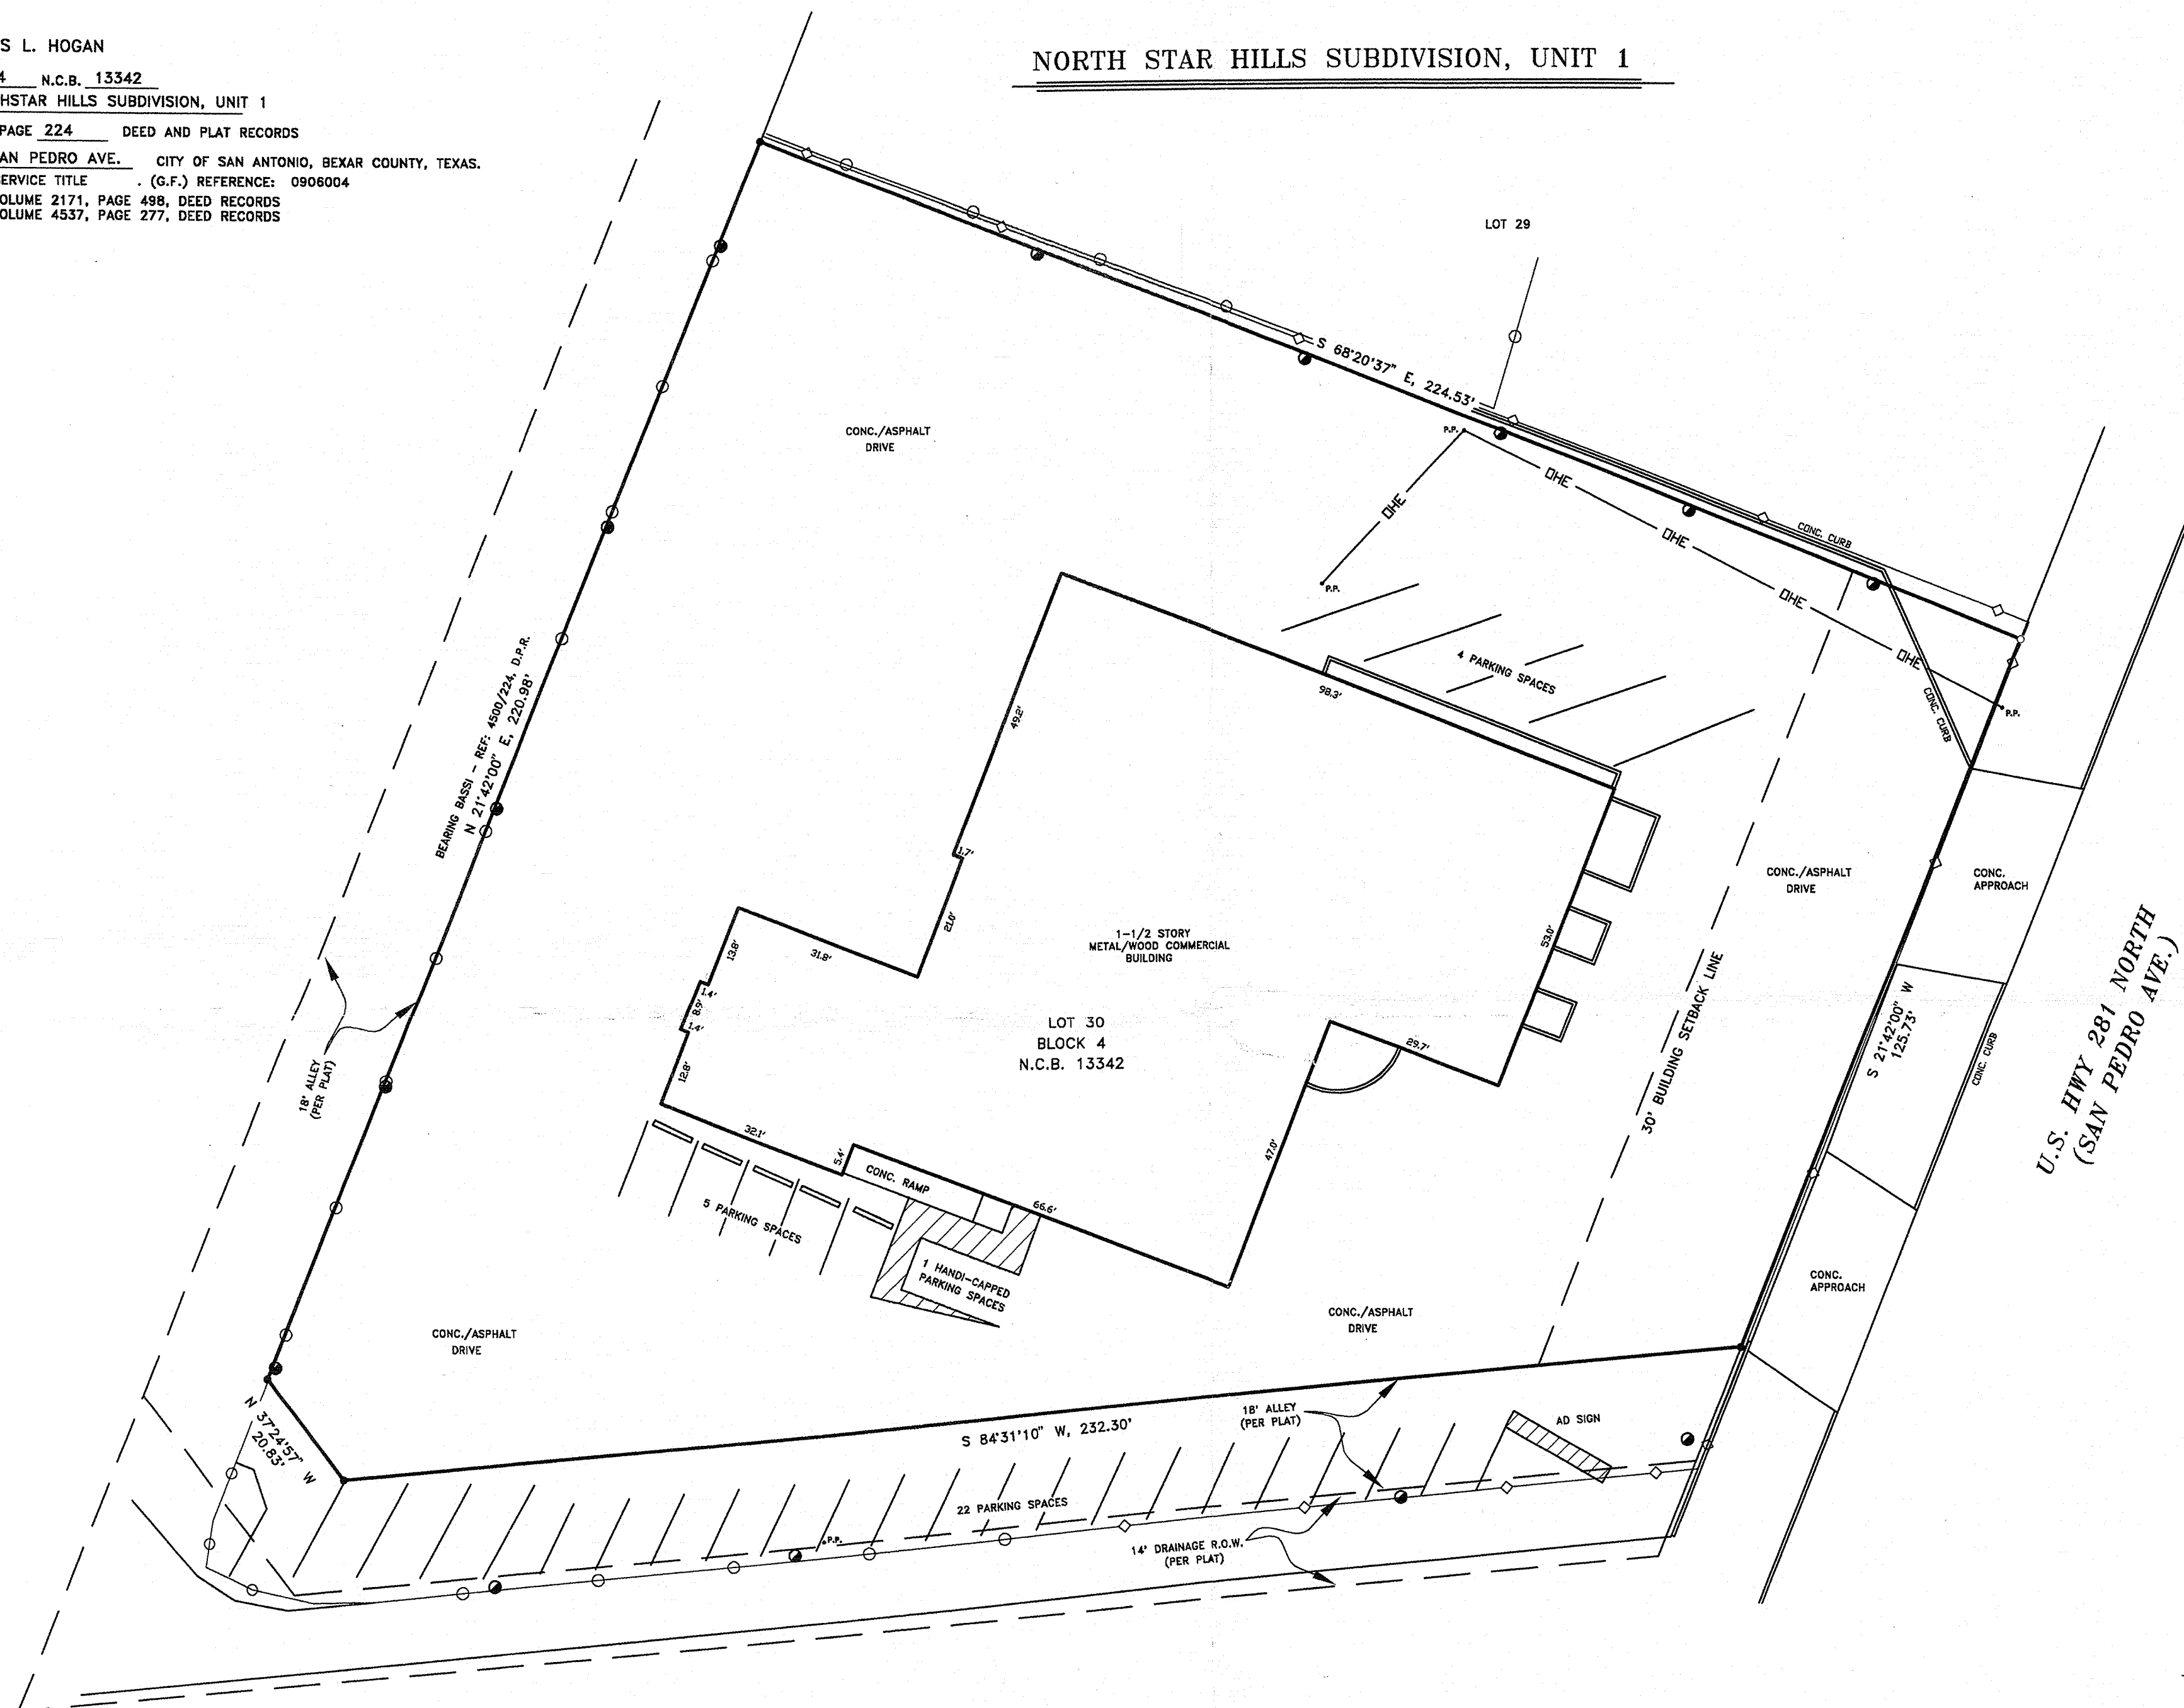 S L. HOGAN
4 N.C.B. 13342
HSTAR HILLS SUBDIVISION, UNIT 1
PAGE 224 DEED AND PLAT RECORDS
AN PEDRO AVE. CITY OF SAN ANTONIO, BEXAR COUNTY, TEXAS.
ERVICE TITLE . (G.F.) REFERENCE: 0906004
OLUME 2171, PAGE 498, DEED RECORDS
OLUME 4537, PAGE 277, DEED RECORDS
NORTH STAR HILLS SUBDIVISION, UNIT 1
LOT 29
S 68°20'37" E, 224.53'
CONC./ASPHALT
DRIVE
P.P.
OHE
OHE
OHE
OHE
OHE
P.P.
P.P.
CONC. CURB
CONC. CURB
4 PARKING SPACES
98.3'
49.2'
1.7'
21.0'
31.8'
13.8'
1.4'
8.9'
1.4'
12.8'
32.1'
5.4'
66.6'
47.0'
29.7'
53.0'
BEARING BASSI - REF: 4500/224, D.P.R.
N 21°42'00" E, 220.98'
18' ALLEY
(PER PLAT)
1-1/2 STORY
METAL/WOOD COMMERCIAL
BUILDING
LOT 30
BLOCK 4
N.C.B. 13342
CONC./ASPHALT
DRIVE
CONC.
APPROACH
30' BUILDING SETBACK LINE
S 21°42'00" W
125.73'
CONC. CURB
U.S. HWY 281 NORTH
(SAN PEDRO AVE.)
CONC. RAMP
5 PARKING SPACES
1 HANDI-CAPPED
PARKING SPACES
CONC./ASPHALT
DRIVE
CONC./ASPHALT
DRIVE
CONC.
APPROACH
N 37°24'57" W
20.83'
S 84°31'10" W, 232.30'
18' ALLEY
(PER PLAT)
AD SIGN
22 PARKING SPACES
P.P.
14' DRAINAGE R.O.W.
(PER PLAT)